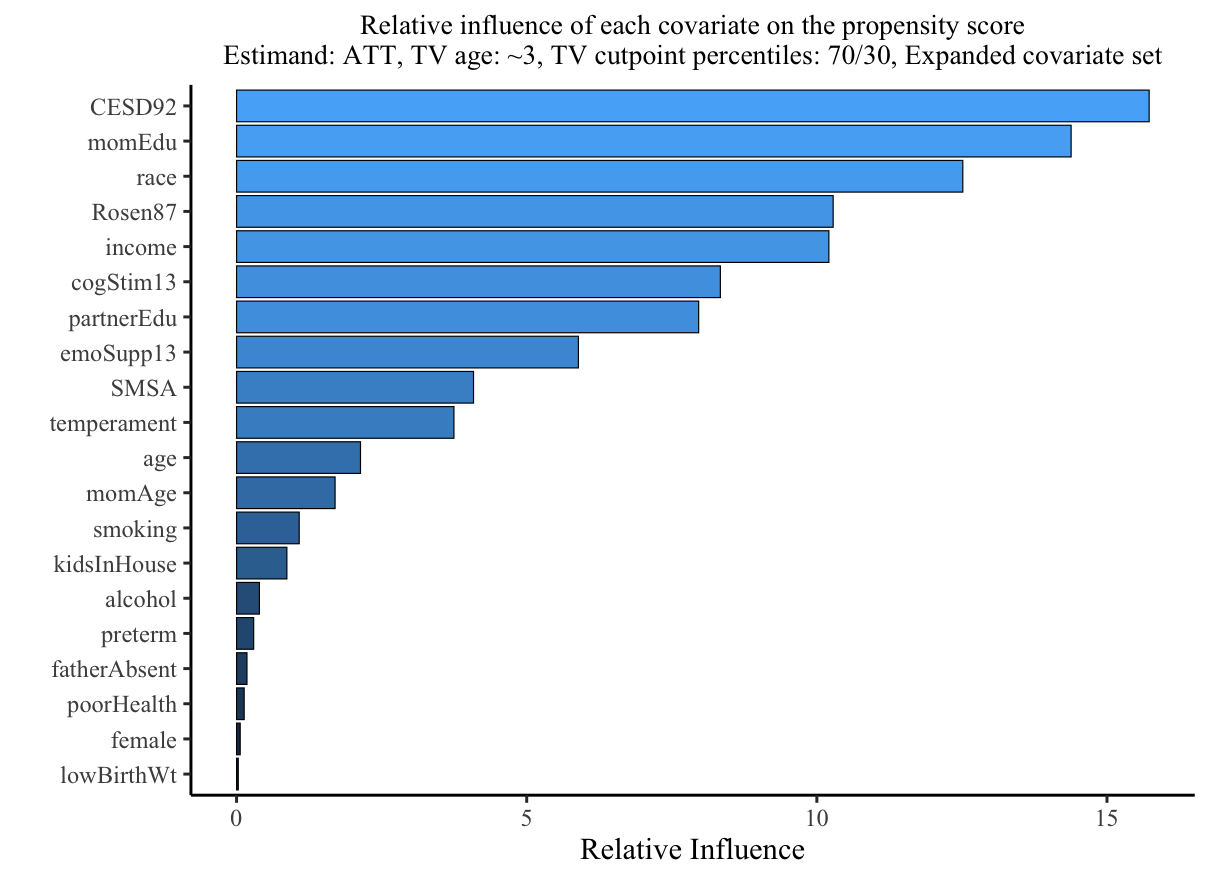 Relative influence of each covariate on the propensity score
Estimand: ATT, TV age: ~3, TV cutpoint percentiles: 70/30, Expanded covariate set
CESD92
momEdu
race
Rosen87
income
cogStim13
partnerEdu
emoSupp13
SMSA
temperament
age
momAge
smoking
kidsInHouse
alcohol
preterm
fatherAbsent
poorHealth
female
lowBirthWt
0 5 10 15
Relative Influence